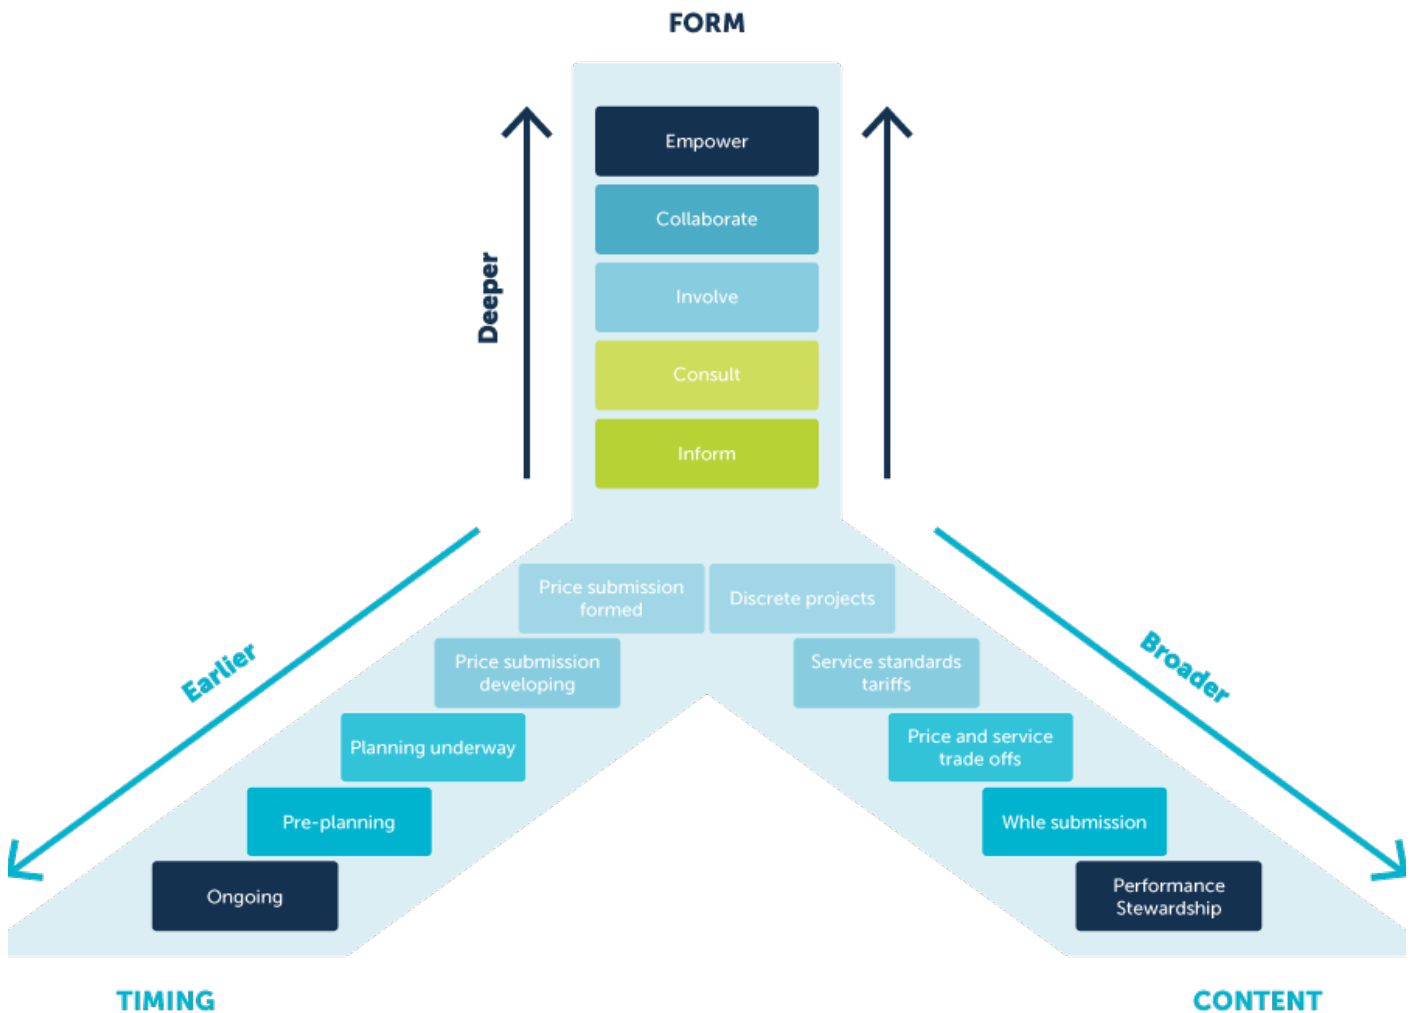 FORM
Empower
Collaborate
Involve
Consult
Inform
Deeper
Earlier
Broader
Price submission
formed
Discrete projects
Price submission
developing
Service standards
tariffs
Planning underway
Price and service
trade offs
Pre-planning
Whle submission
Ongoing
Performance
Stewardship
TIMING
CONTENT